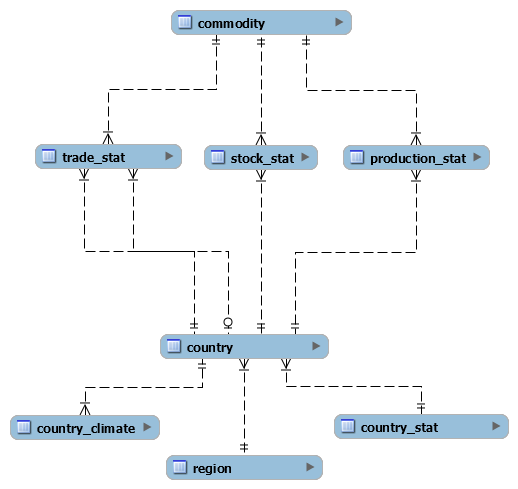 commodity
trade_stat
stock_stat
production_stat
country
country_climate
country_stat
region